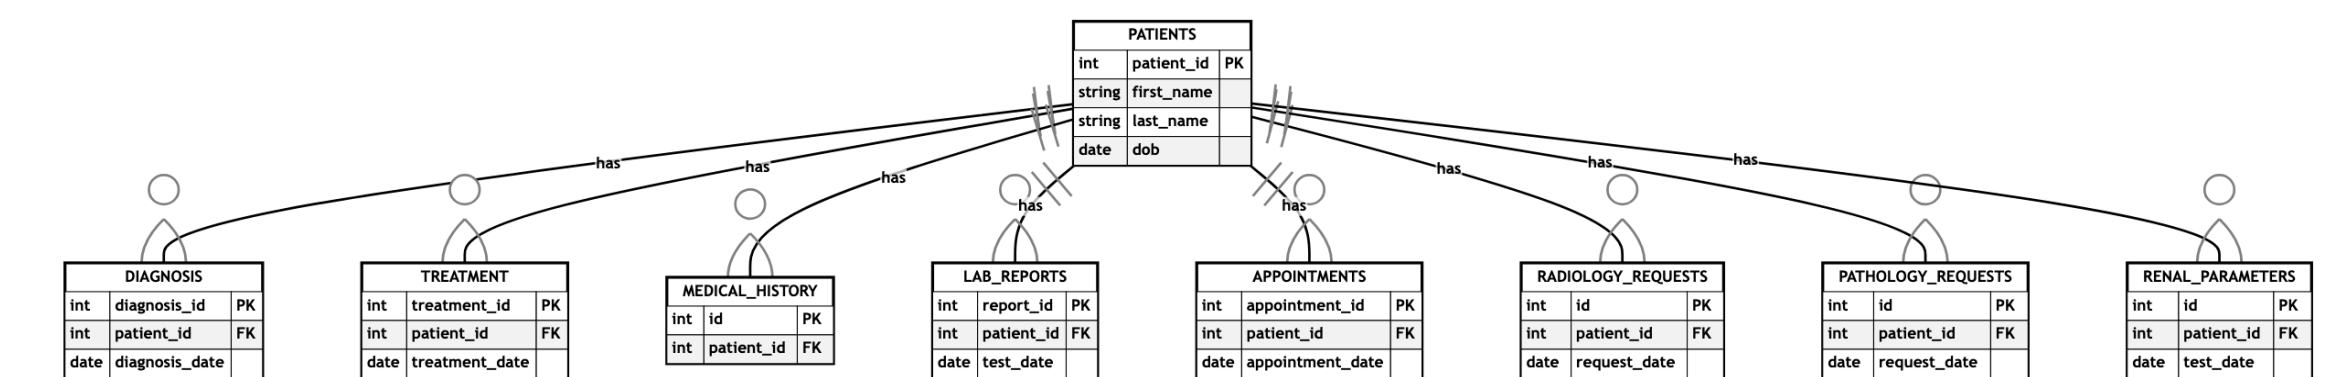 PATIENTS
int patient_id PK
string first_name
string last_name
date dob
has
has
has
has
has
has
has
has
DIAGNOSIS
int diagnosis_id PK
int patient_id FK
date diagnosis_date
TREATMENT
int treatment_id PK
int patient_id FK
date treatment_date
MEDICAL_HISTORY
int id PK
int patient_id FK
LAB_REPORTS
int report_id PK
int patient_id FK
date test_date
APPOINTMENTS
int appointment_id PK
int patient_id FK
date appointment_date
RADIOLOGY_REQUESTS
int id PK
int patient_id FK
date request_date
PATHOLOGY_REQUESTS
int id PK
int patient_id FK
date request_date
RENAL_PARAMETERS
int id PK
int patient_id FK
date test_date